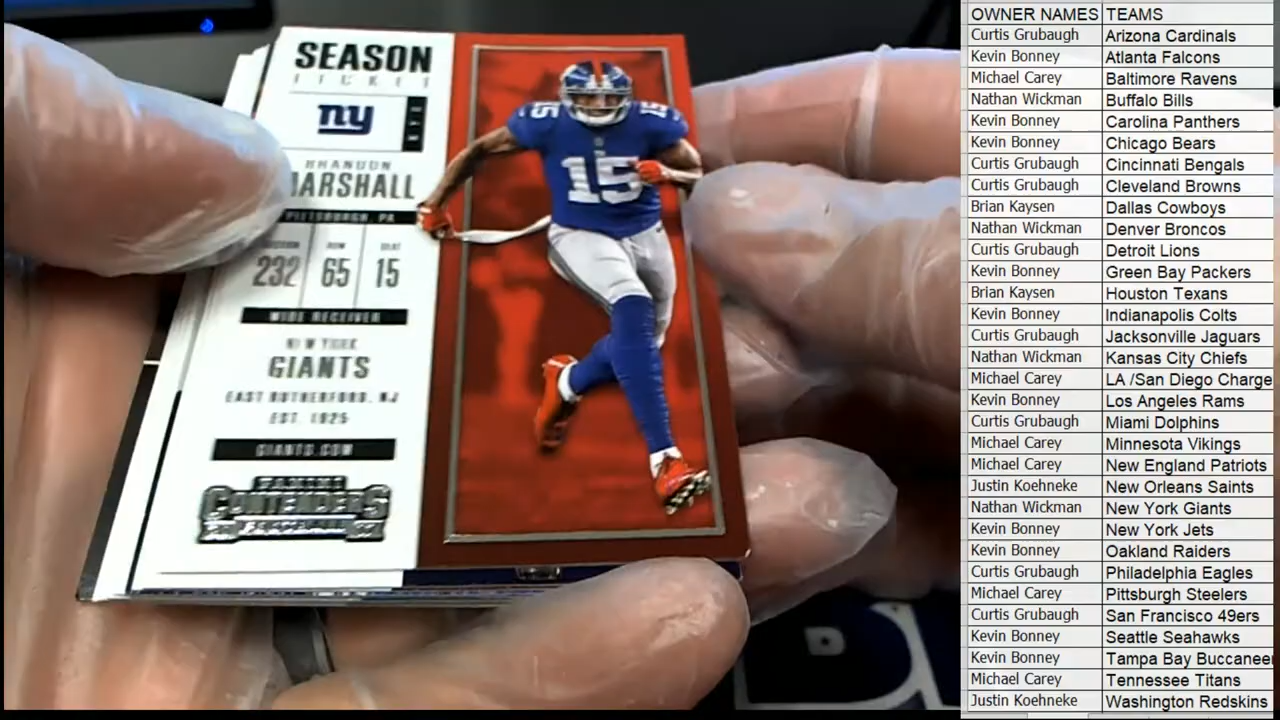 SEASON
TICKET
ny
BRANDON
MARSHALL
PITTSBURGH, PA
ROW SEAT
232 65 15
WIDE RECEIVER
NEW YORK
GIANTS
EAST RUTHERFORD, NJ
EST. 1925
GIANTS.COM
PANINI
CONTENDERS
FOOTBALL
15 15
15
OWNER NAMES TEAMS
Curtis Grubaugh Arizona Cardinals
Kevin Bonney Atlanta Falcons
Michael Carey Baltimore Ravens
Nathan Wickman Buffalo Bills
Kevin Bonney Carolina Panthers
Kevin Bonney Chicago Bears
Curtis Grubaugh Cincinnati Bengals
Curtis Grubaugh Cleveland Browns
Brian Kaysen Dallas Cowboys
Nathan Wickman Denver Broncos
Curtis Grubaugh Detroit Lions
Kevin Bonney Green Bay Packers
Brian Kaysen Houston Texans
Kevin Bonney Indianapolis Colts
Curtis Grubaugh Jacksonville Jaguars
Nathan Wickman Kansas City Chiefs
Michael Carey LA /San Diego Charge
Kevin Bonney Los Angeles Rams
Curtis Grubaugh Miami Dolphins
Michael Carey Minnesota Vikings
Michael Carey New England Patriots
Justin Koehneke New Orleans Saints
Nathan Wickman New York Giants
Kevin Bonney New York Jets
Kevin Bonney Oakland Raiders
Curtis Grubaugh Philadelphia Eagles
Michael Carey Pittsburgh Steelers
Curtis Grubaugh San Francisco 49ers
Kevin Bonney Seattle Seahawks
Kevin Bonney Tampa Bay Buccaneer
Michael Carey Tennessee Titans
Justin Koehneke Washington Redskins